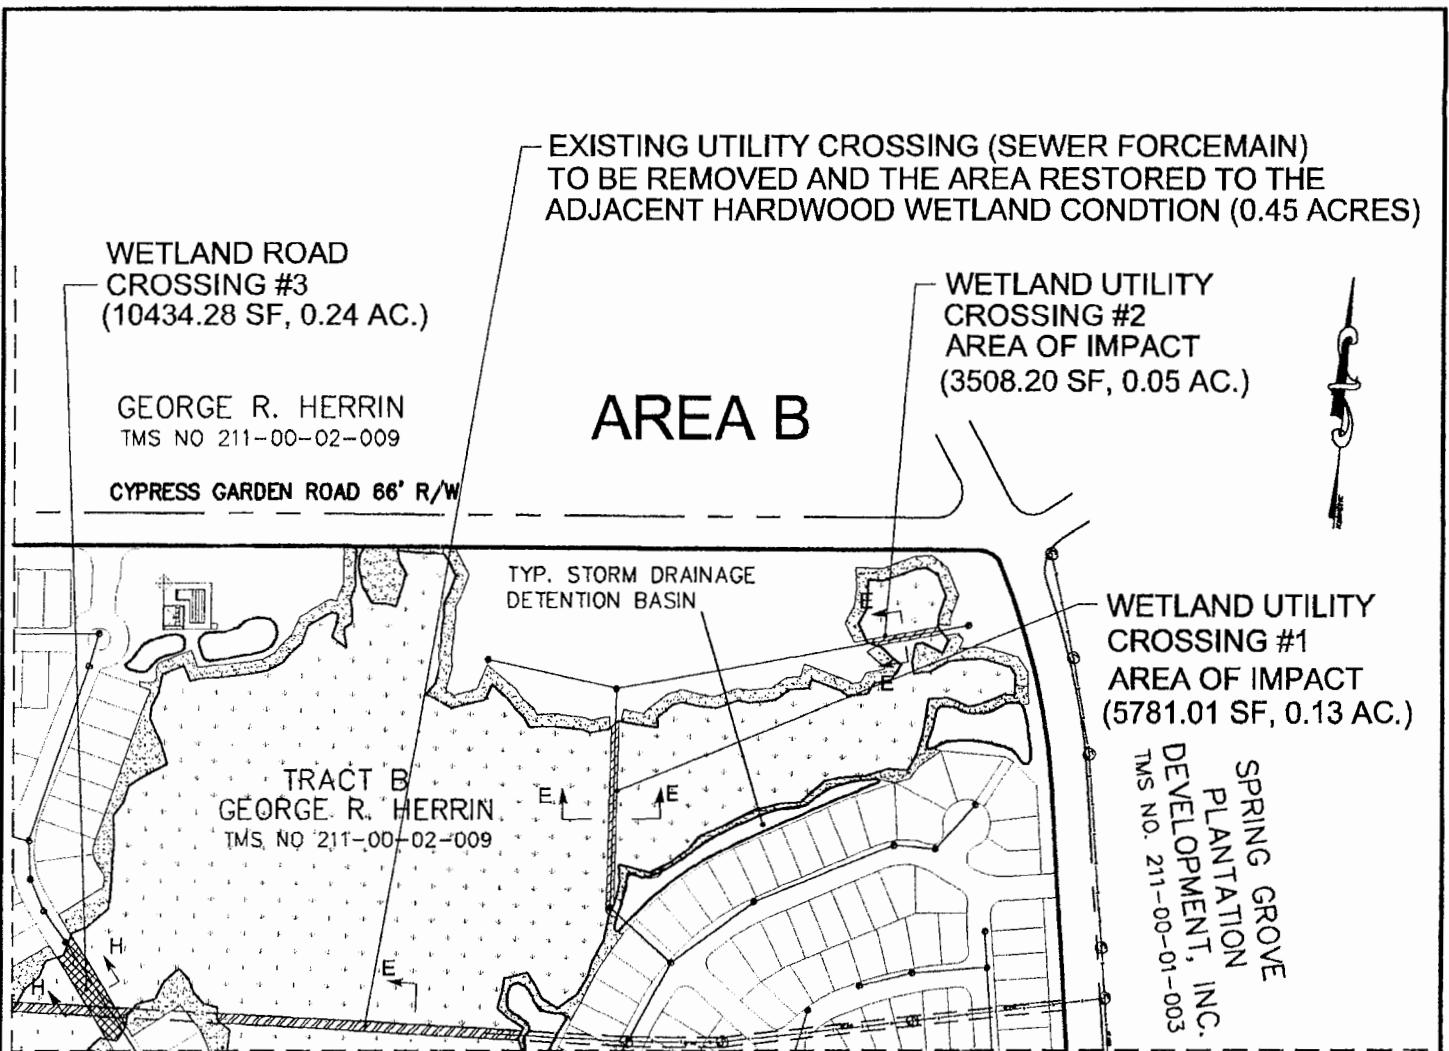 EXISTING UTILITY CROSSING (SEWER FORCEMAIN)
TO BE REMOVED AND THE AREA RESTORED TO THE
ADJACENT HARDWOOD WETLAND CONDTION (0.45 ACRES)
WETLAND ROAD
CROSSING #3
(10434.28 SF, 0.24 AC.)
WETLAND UTILITY
CROSSING #2
AREA OF IMPACT
(3508.20 SF, 0.05 AC.)
GEORGE R. HERRIN
TMS NO 211-00-02-009
AREA B
CYPRESS GARDEN ROAD 66' R/W
TYP. STORM DRAINAGE
DETENTION BASIN
E
E
WETLAND UTILITY
CROSSING #1
AREA OF IMPACT
(5781.01 SF, 0.13 AC.)
TRACT B
GEORGE R. HERRIN
TMS NO 211-00-02-009
E
E
SPRING GROVE
PLANTATION
DEVELOPMENT, INC.
TMS NO. 211-00-01-003
H
H
E